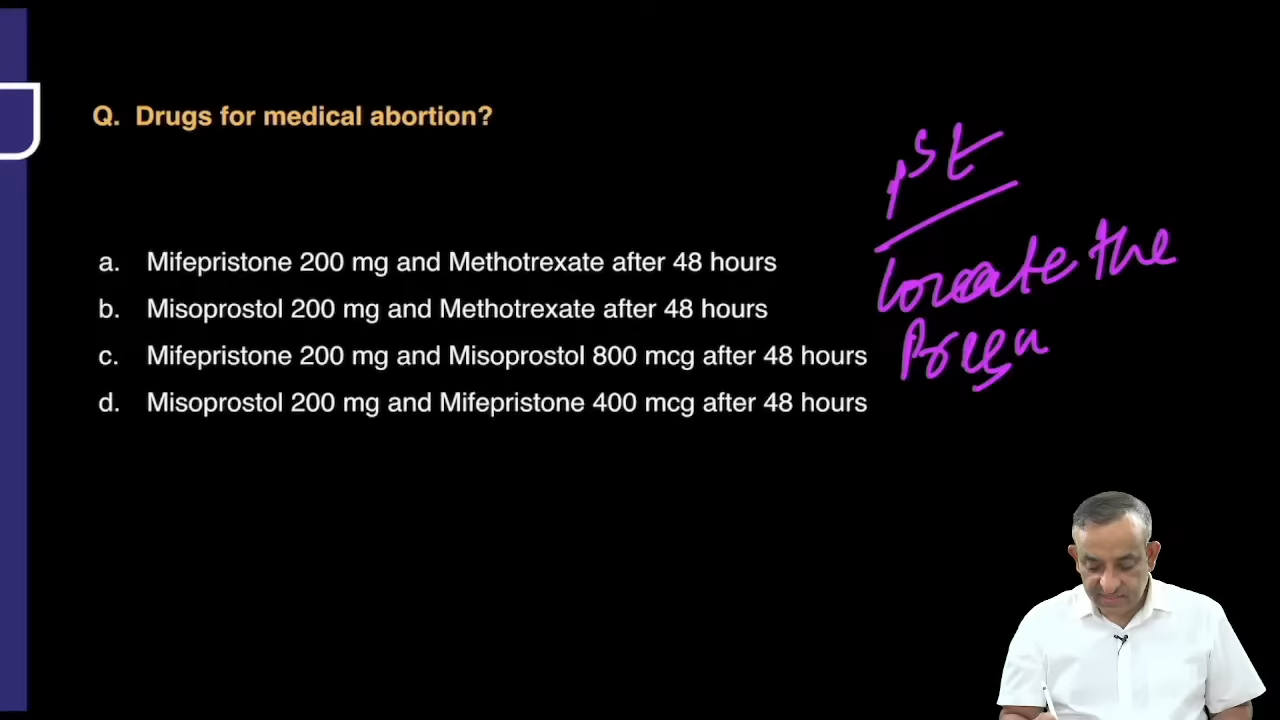 Q. Drugs for medical abortion?
a. Mifepristone 200 mg and Methotrexate after 48 hours
b. Misoprostol 200 mg and Methotrexate after 48 hours
c. Mifepristone 200 mg and Misoprostol 800 mcg after 48 hours
d. Misoprostol 200 mg and Mifepristone 400 mcg after 48 hours
1st
locate the
Pregn